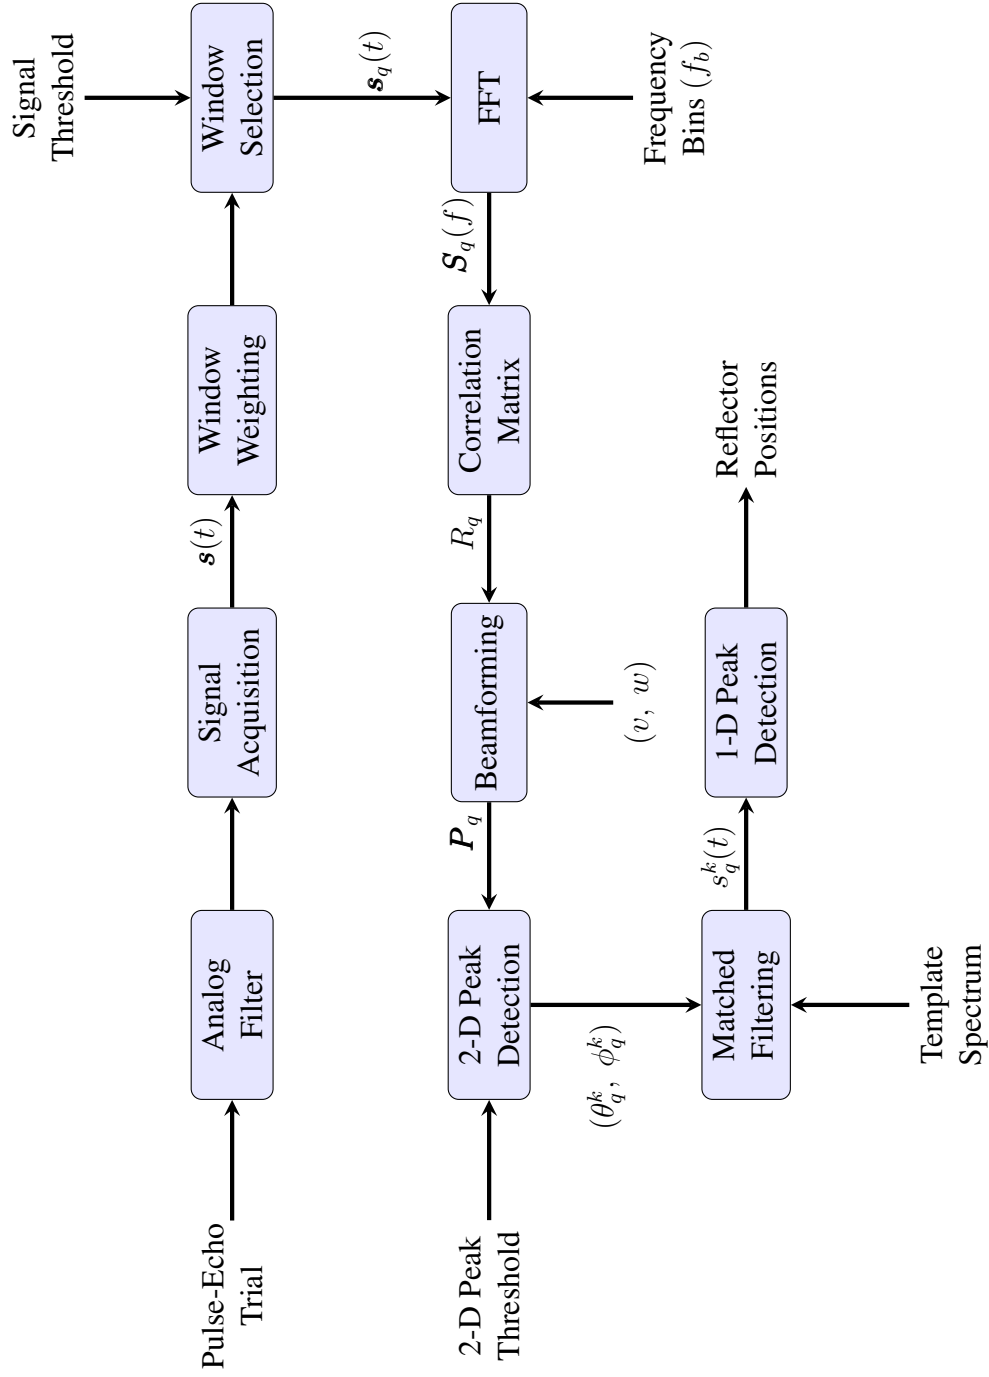 Pulse-Echo
Trial
Analog
Filter
Signal
Acquisition
s(t)
Window
Weighting
Window
Selection
Signal
Threshold
s_q(t)
FFT
Frequency
Bins (f_b)
S_q(f)
Correlation
Matrix
R_q
Beamforming
(v, w)
P_q
2-D Peak
Detection
2-D Peak
Threshold
(θ_q^k, ϕ_q^k)
Matched
Filtering
Template
Spectrum
s_q^k(t)
1-D Peak
Detection
Reflector
Positions